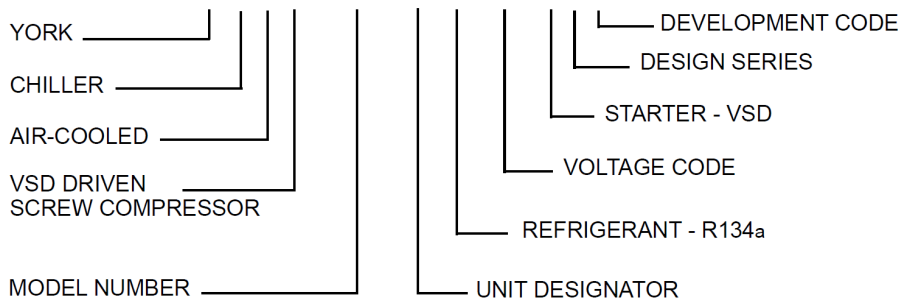 YORK
CHILLER
AIR-COOLED
VSD DRIVEN
SCREW COMPRESSOR
MODEL NUMBER
DEVELOPMENT CODE
DESIGN SERIES
STARTER - VSD
VOLTAGE CODE
REFRIGERANT - R134a
UNIT DESIGNATOR